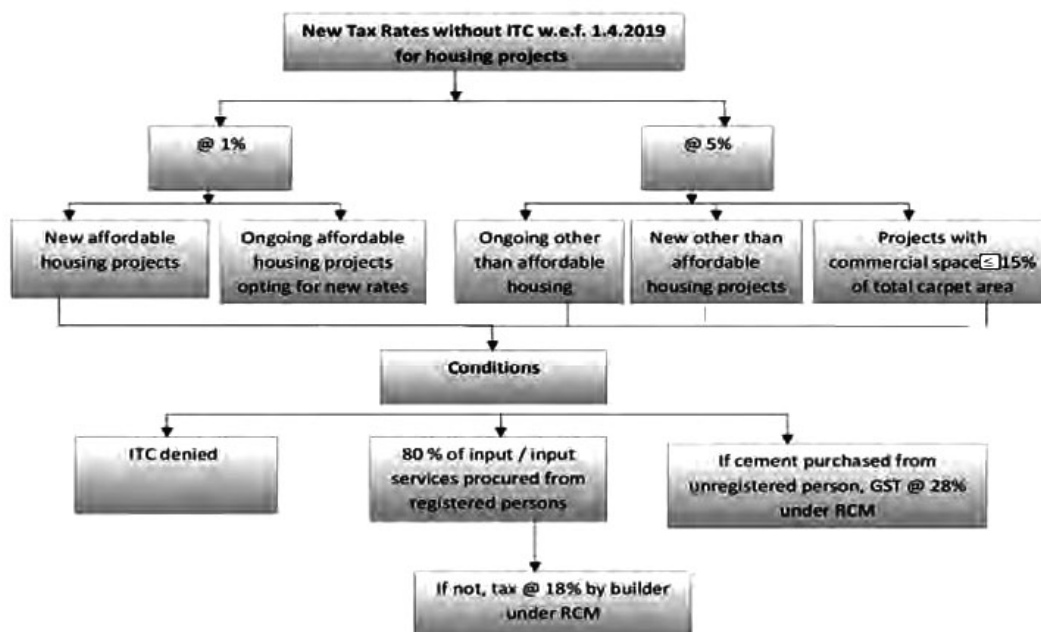 New Tax Rates without ITC w.e.f. 1.4.2019
for housing projects
@ 1%
@ 5%
New affordable
housing projects
Ongoing affordable
housing projects
opting for new rates
Ongoing other
than affordable
housing
New other than
affordable
housing projects
Projects with
commercial space ≤ 15%
of total carpet area
Conditions
ITC denied
80 % of input / input
services procured from
registered persons
If cement purchased from
unregistered person, GST @ 28%
under RCM
If not, tax @ 18% by builder
under RCM